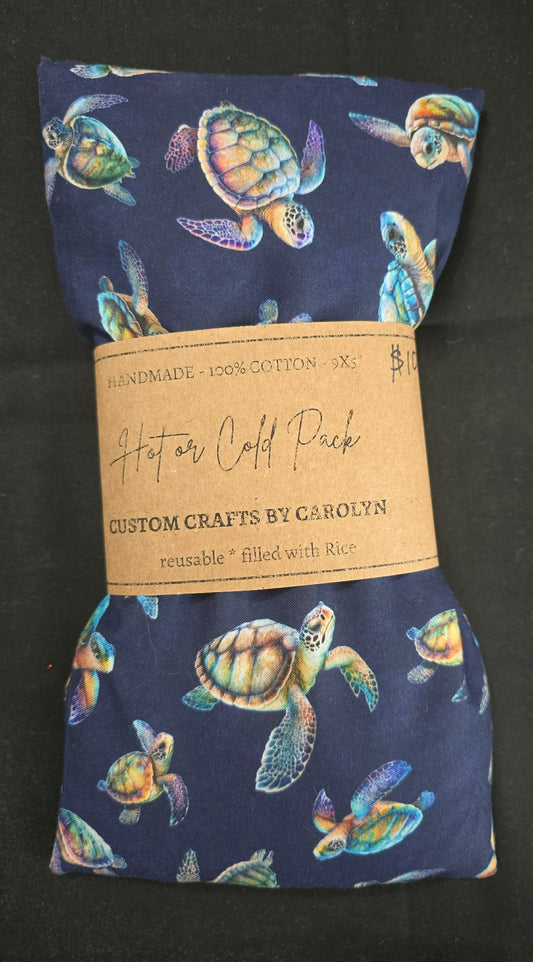 HANDMADE - 100% COTTON - 9X5" $10
Hot or Cold Pack
CUSTOM CRAFTS BY CAROLYN
reusable * filled with Rice